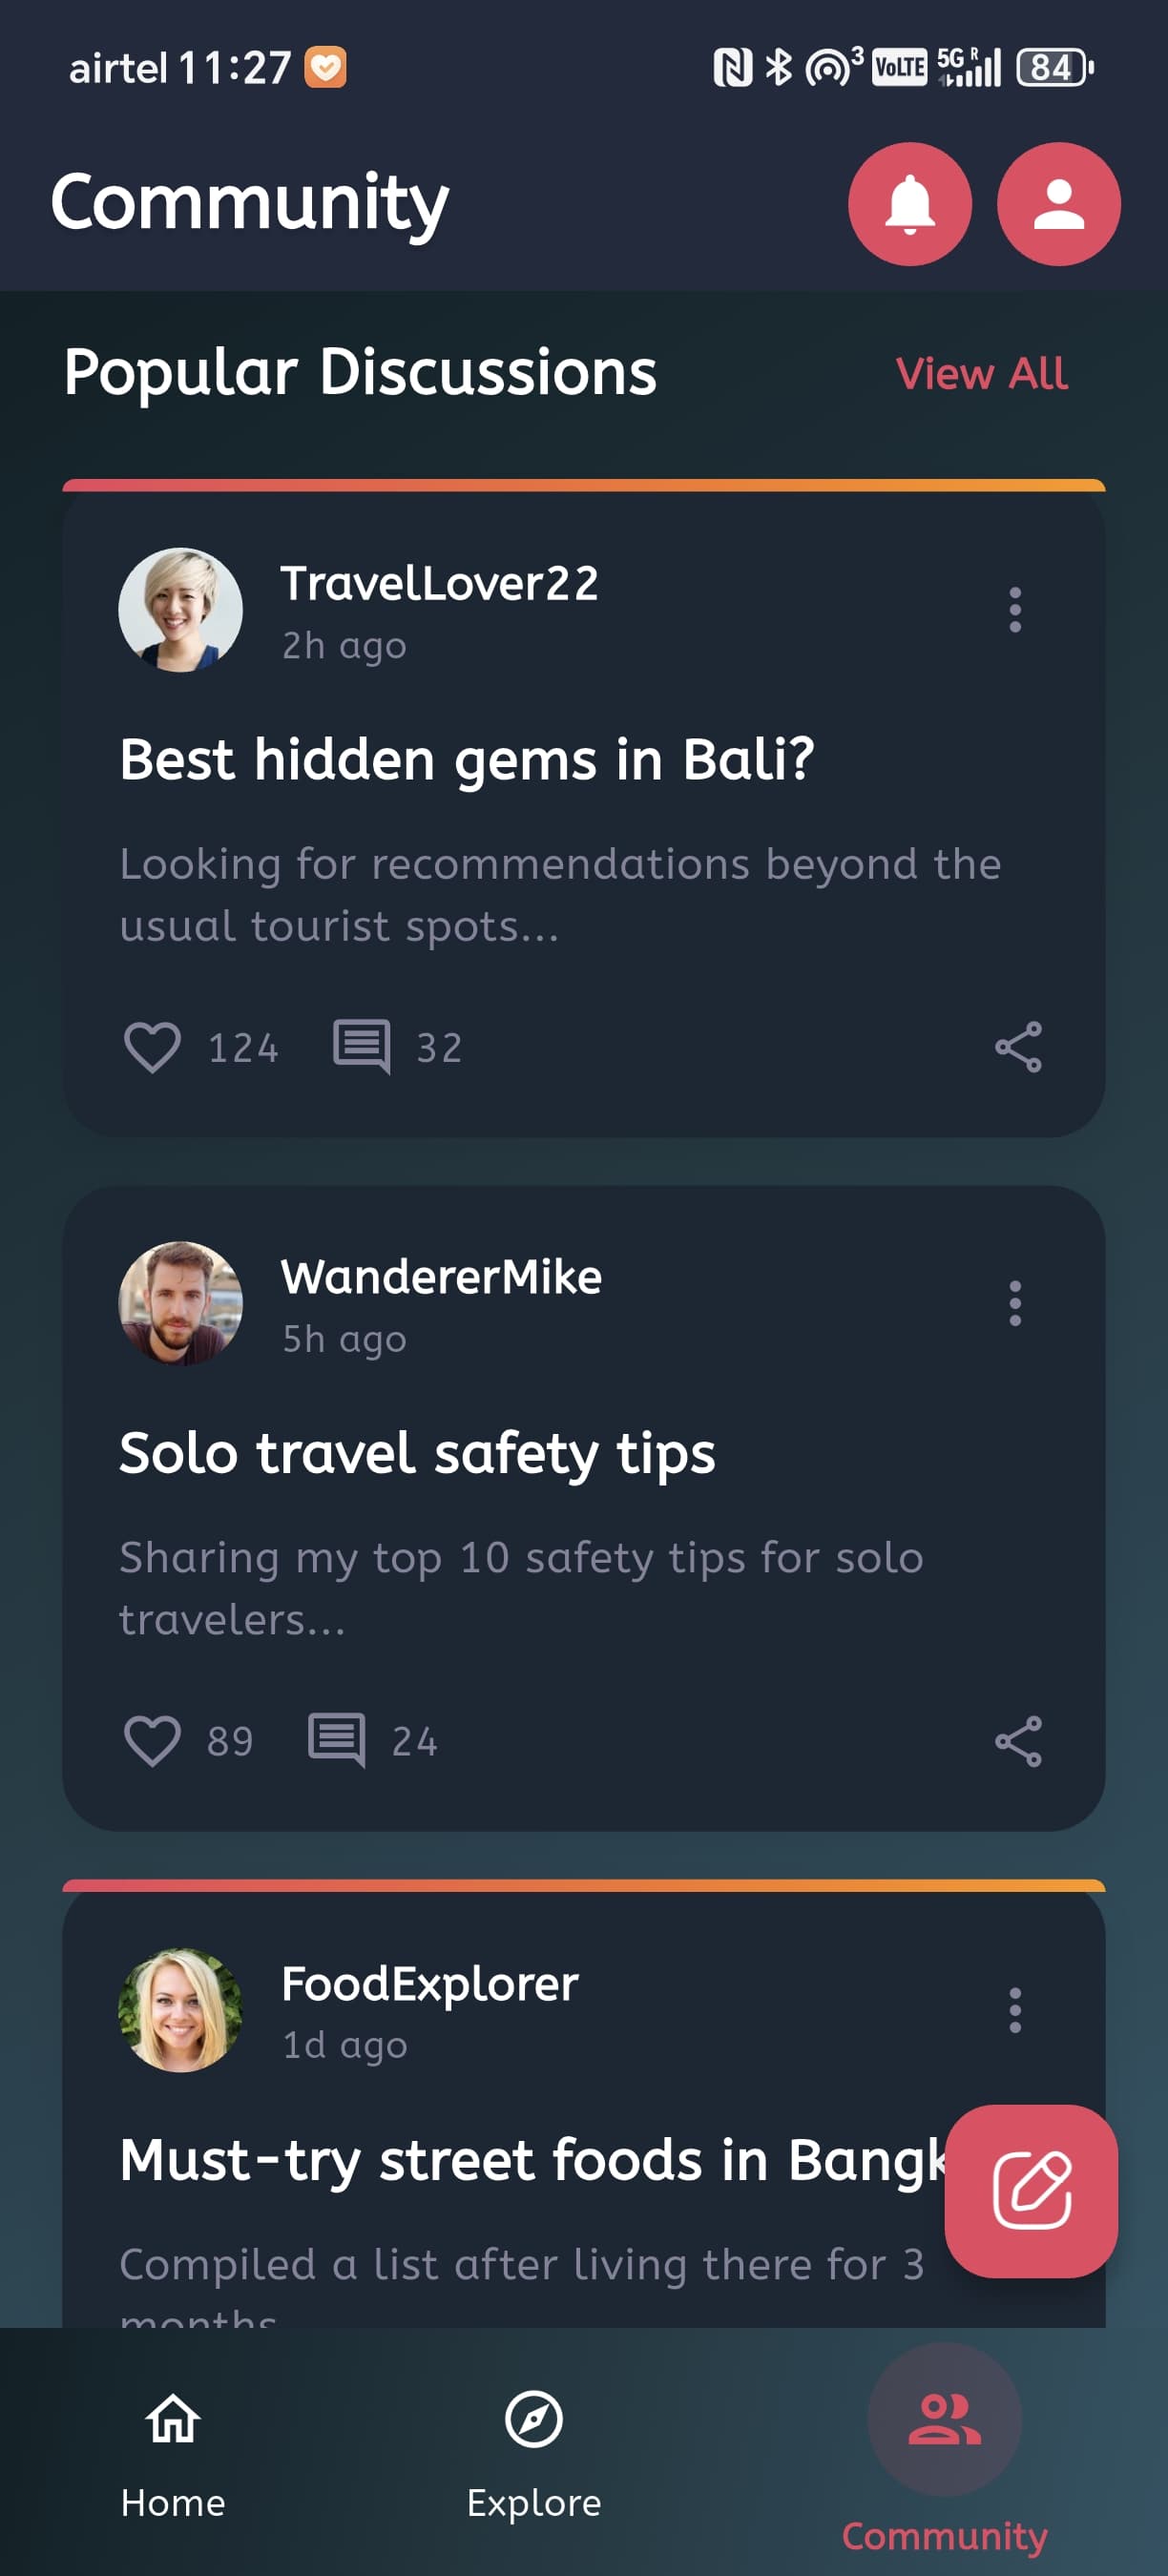 airtel 11:27 3 VoLTE 5G R 84
Community
Popular Discussions View All
TravelLover22
2h ago
Best hidden gems in Bali?
Looking for recommendations beyond the
usual tourist spots...
124 32
WandererMike
5h ago
Solo travel safety tips
Sharing my top 10 safety tips for solo
travelers...
89 24
FoodExplorer
1d ago
Must-try street foods in Bangk
Compiled a list after living there for 3
months
Home Explore Community